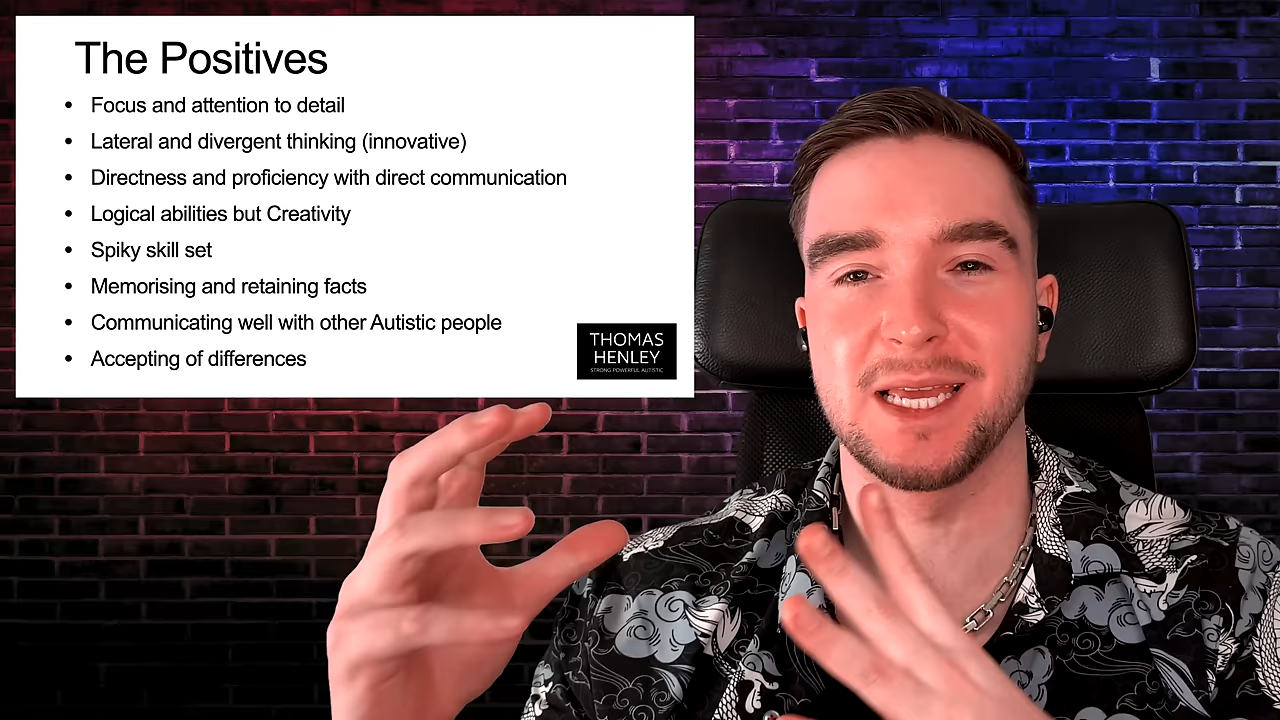 The Positives
• Focus and attention to detail
• Lateral and divergent thinking (innovative)
• Directness and proficiency with direct communication
• Logical abilities but Creativity
• Spiky skill set
• Memorising and retaining facts
• Communicating well with other Autistic people
• Accepting of differences
THOMAS
HENLEY
STRONG POWERFUL AUTISTIC